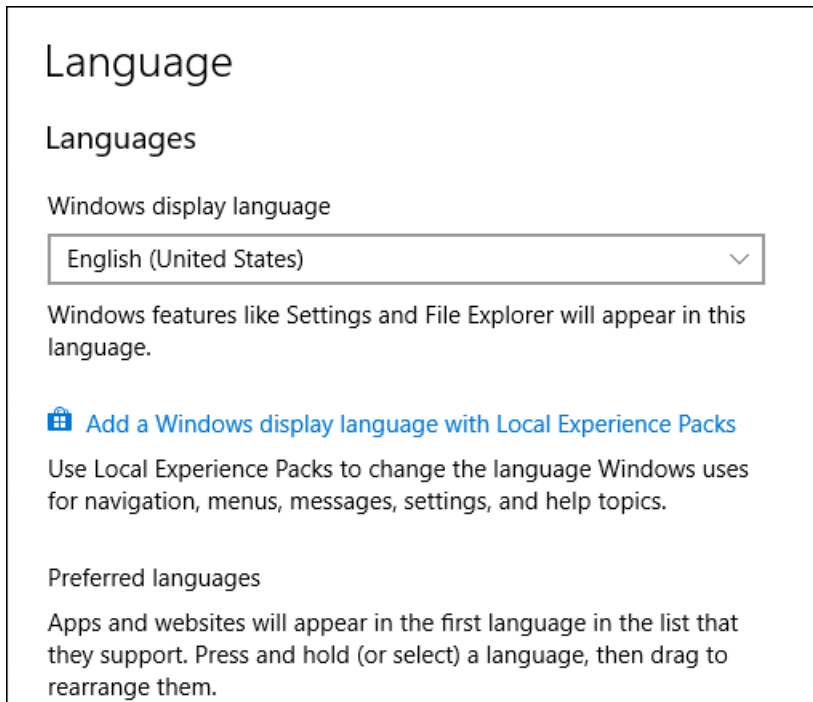 Language
Languages
Windows display language
English (United States)
Windows features like Settings and File Explorer will appear in this
language.
Add a Windows display language with Local Experience Packs
Use Local Experience Packs to change the language Windows uses
for navigation, menus, messages, settings, and help topics.
Preferred languages
Apps and websites will appear in the first language in the list that
they support. Press and hold (or select) a language, then drag to
rearrange them.